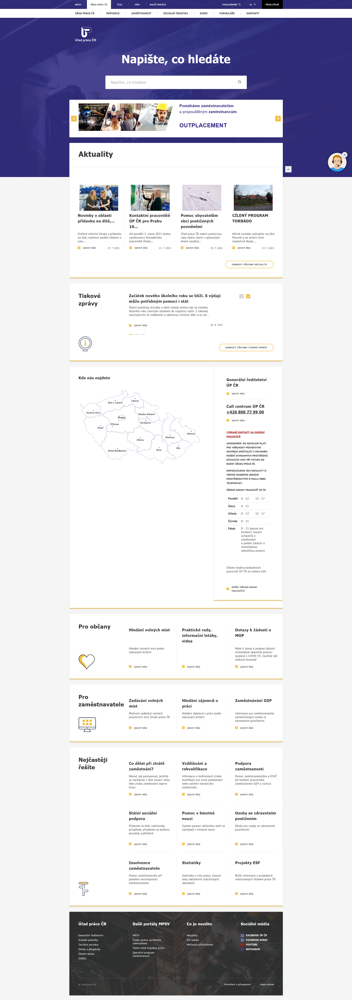 MPSV
ÚŘAD PRÁCE ČR
ČSSZ
SÚIP
DALŠÍ PORTÁLY
VYHLEDÁVÁNÍ
CZ
PŘIHLÁŠENÍ
ÚŘAD PRÁCE ČR
PRŮVODCE
ZAMĚSTNANOST
SOCIÁLNÍ TEMATIKA
EURES
FORMULÁŘE
KONTAKTY
Úřad práce ČR
Napište, co hledáte
Napište, co hledáte
Pomáháme zaměstnavatelům
a propouštěným zaměstnancům
OUTPLACEMENT
Aktuality
Novinky v oblasti
přídavku na dítě,...
Zvýšení měsíční částky u přídavku
na dítě, možnost podání žádosti o
tuto...
ZJISTIT VÍCE
27. 7. 2021
Kontaktní pracoviště
ÚP ČR pro Prahu
10...
Od pondělí 2. srpna 2021 budou
zaměstnanci Kontaktního
pracoviště Úřadu...
ZJISTIT VÍCE
21. 7. 2021
Pomoc obyvatelům
obcí postižených
povodněmi
Úřad práce ČR nabízí pomocnou
ruku lidem, které v uplynulých
dnech zasáhly...
ZJISTIT VÍCE
19. 7. 2021
CÍLENÝ PROGRAM
TORNÁDO
Ničivé tornádo způsobilo na jižní
Moravě a na severu Čech
nedozírné škody....
ZJISTIT VÍCE
13. 7. 2021
ZOBRAZIT VŠECHNY AKTUALITY
Tiskové
zprávy
Začátek nového školního roku se blíží. S výdaji
může potřebným pomoci i stát
Školní pomůcky, kroužky a další výdaje mohou být na začátku
školního roku značným zásahem do rozpočtu rodin. S náklady
souvisejícími se vzděláním a zájmovou činností dětí, a to od...
ZJISTIT VÍCE
26. 8. 2021
ZOBRAZIT VŠECHNY TISKOVÉ ZPRÁVY
Kde nás najdete
Ústí n. Labem
Liberec
Karlovy Vary
Hradec Králové
Praha
Pardubice
Příbram
Plzeň
Ostrava
Olomouc
Jihlava
Zlín
Brno
České Budějovice
Generální ředitelství
ÚP ČR
ZJISTIT VÍCE
Call centrum ÚP ČR
+420 800 77 99 00
ZJISTIT VÍCE
VYBRANÉ KONTAKTY NA OKRESNÍ
PRACOVIŠTĚ
UPOZORNĚNÍ: DO ODVOLÁNÍ PLATÍ
PRO VEŘEJNOST PREVENTIVNÍ
OPATŘENÍ SPOČÍVAJÍCÍ V POVINNÉM
NOŠENÍ OCHRANNÝCH PROSTŘEDKŮ
DÝCHACÍCH CEST PŘI VSTUPU DO
BUDOV ÚŘADU PRÁCE ČR.
DOPORUČUJEME VÁM DOMLUVIT SI
TERMÍN OSOBNÍHO JEDNÁNÍ
PROSTŘEDNICTVÍM E-MAILU NEBO
TELEFONICKY.
ÚŘEDNÍ HODINY PRACOVIŠŤ ÚP ČR
Pondělí 8 - 12 13 - 17
Úterý 8 - 11
Středa 8 - 12 13 - 17
Čtvrtek 8 - 11
Pátek 8 - 11 (pouze pro
evidenci nových
uchazečů o
zaměstnání
a podání žádostí o
mimořádnou
okamžitou pomoc)
Úřední hodiny konkrétních
pracovišť ÚP ČR se mohou lišit.
OVĚŘIT ÚŘEDNÍ HODINY
PRACOVIŠTĚ
Pro občany
Hledání volných míst
Hledání volných míst podle
vybraných kritérií
ZJISTIT VÍCE
Praktické rady,
informační letáky,
videa
ZJISTIT VÍCE
Dotazy k žádosti o
MOP
Máte-li dotaz k podané žádosti
mimořádné okamžité pomoci
spojené s COVID-19, využijte náš
webový formulář
ZJISTIT VÍCE
Pro
zaměstnavatele
Zadávání volných
míst
Možnost zadávání volných
pracovních míst Úřadu práce ČR
ZJISTIT VÍCE
Hledání zájemců o
práci
Hledání zájemců o práci podle
vybraných kritérií
ZJISTIT VÍCE
Zaměstnávání OZP
Informace pro zaměstnavatele
zaměstnávající osoby se
zdravotním postižením
ZJISTIT VÍCE
Nejčastěji
řešíte
Co dělat při ztrátě
zaměstnání?
Návod, jak postupovat, jestliže
se nacházíte v této situaci nebo
Vám ztráta zaměstnání teprve
hrozí.
ZJISTIT VÍCE
Vzdělávání a
rekvalifikace
Informace o možnostech získat
kvalifikaci pro nové zaměstnání
nebo udržení stávajícího
zaměstnání.
ZJISTIT VÍCE
Podpora
zaměstnanosti
Pomoc zaměstnavatelům a OSVČ
při hledání pracovníků,
zaměstnávání OZP a cizinců
ZJISTIT VÍCE
Státní sociální
podpora
Přídavek na dítě, rodičovský
příspěvek, příspěvek na bydlení,
porodné, pohřebné.
ZJISTIT VÍCE
Pomoc v hmotné
nouzi
Systém pomoci občanům, kteří se
nacházejí v hmotné nouzi
ZJISTIT VÍCE
Osoby se zdravotním
postižením
Dávky pro osoby se zdravotním
postižením
ZJISTIT VÍCE
Insolvence
zaměstnavatele
Pomoc zaměstnancům při
platební neschopnosti
zaměstnavatele
ZJISTIT VÍCE
Statistiky
Statistiky o trhu práce, časové
řady základních statistických
ukazatelů
ZJISTIT VÍCE
Projekty ESF
Bližší informace o projektech
realizovaných Úřadem práce ČR
ZJISTIT VÍCE
Úřad práce ČR
Generální ředitelství
Krajské pobočky
Sociální poradce
Dávky a příspěvky
Úřední deska
EURES
Další portály MPSV
MPSV
Česká správa sociálního
zabezpečení
Státní úřad inspekce práce
Operační program
Zaměstnanost
Co je nového
Aktuality
Pro média
Možnosti přihlašování
Sociální média
FACEBOOK ÚP ČR
FACEBOOK EURES
YOUTUBE
INSTAGRAM
© Úřad práce ČR
Prohlášení o přístupnosti
Mapa stránek